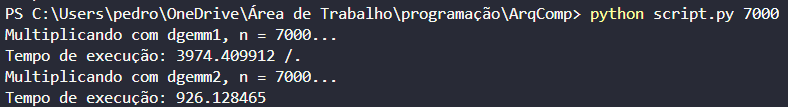 PS C:\Users\pedro\OneDrive\Área de Trabalho\programação\ArqComp> python script.py 7000
Multiplicando com dgemm1, n = 7000...
Tempo de execução: 3974.409912 /.
Multiplicando com dgemm2, n = 7000...
Tempo de execução: 926.128465